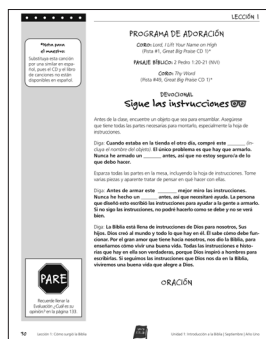 LECCIÓN 1
*Nota para
el maestro:
Substituya esta canción
por una similar en espa-
ñol, pues el CD y el libro
de canciones no están
disponibles en español.
PROGRAMA DE ADORACIÓN
CORO: Lord, I Lift Your Name on High
(Pista #1, Great Big Praise CD 1)*
PASAJE BÍBLICO: 2 Pedro 1:20-21 (NVI)
CORO: Thy Word
(Pista #49, Great Big Praise CD 1)*
DEVOCIONAL
Sigue las instrucciones
Antes de la clase, encuentre un objeto que sea para ensamblar. Asegúrese
que tiene todas las partes necesarias para montarlo, especialmente la hoja de
instrucciones.
Diga: Cuando estaba en la tienda el otro día, compré este ______ (in-
cluya el nombre del objeto). El único problema es que hay que armarlo.
Nunca he armado un ______ antes, así que no estoy seguro/a de lo
que debo hacer.
Esparza todas las partes en la mesa, incluyendo la hoja de instrucciones. Tome
varias piezas y aparente tratar de pensar en qué hacer con ellas.
Diga: Antes de armar este ______ mejor miro las instrucciones.
Nunca he hecho un ______ antes, así que necesitaré ayuda. La persona
que diseñó esto escribió las instrucciones para ayudar a la gente a armarlo.
Si no sigo las instrucciones, no podré hacerlo como se debe y no se verá
bien.
Diga: La Biblia está llena de instrucciones de Dios para nosotros, Sus
hijos. Dios creó al mundo y todo lo que hay en él. Él sabe cómo debe fun-
cionar. Por el gran amor que tiene hacia nosotros, nos dio la Biblia, para
enseñarnos cómo vivir una buena vida. Todas las instrucciones e histo-
rias que hay en ella son verdaderas, porque Dios inspiró a hombres para
escribirlas. Si seguimos las instrucciones que Dios nos da en la Biblia,
viviremos una buena vida que alegre a Dios.
ORACIÓN
PARE
Recuerde llenar la
Evaluación ¿Cuál es su
opinión? en la página 133.
10
Lección 1: Cómo surgió la Biblia
Unidad 1: Introducción a la Biblia | Septiembre | Año Uno